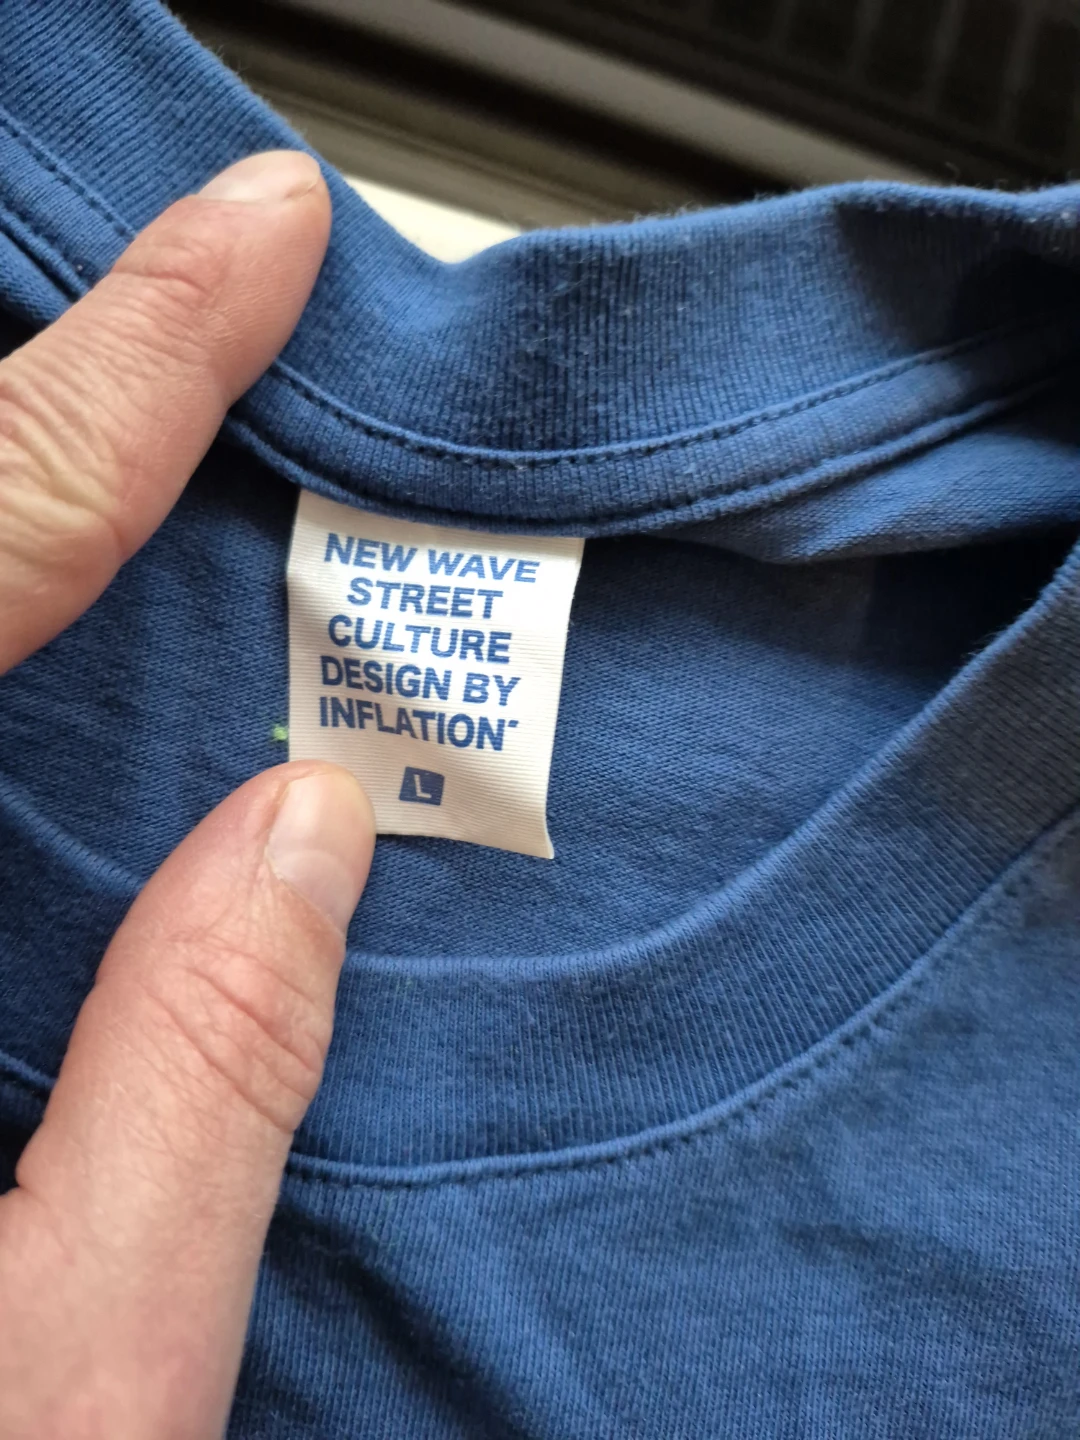 NEW WAVE
STREET
CULTURE
DESIGN BY
INFLATION"
L